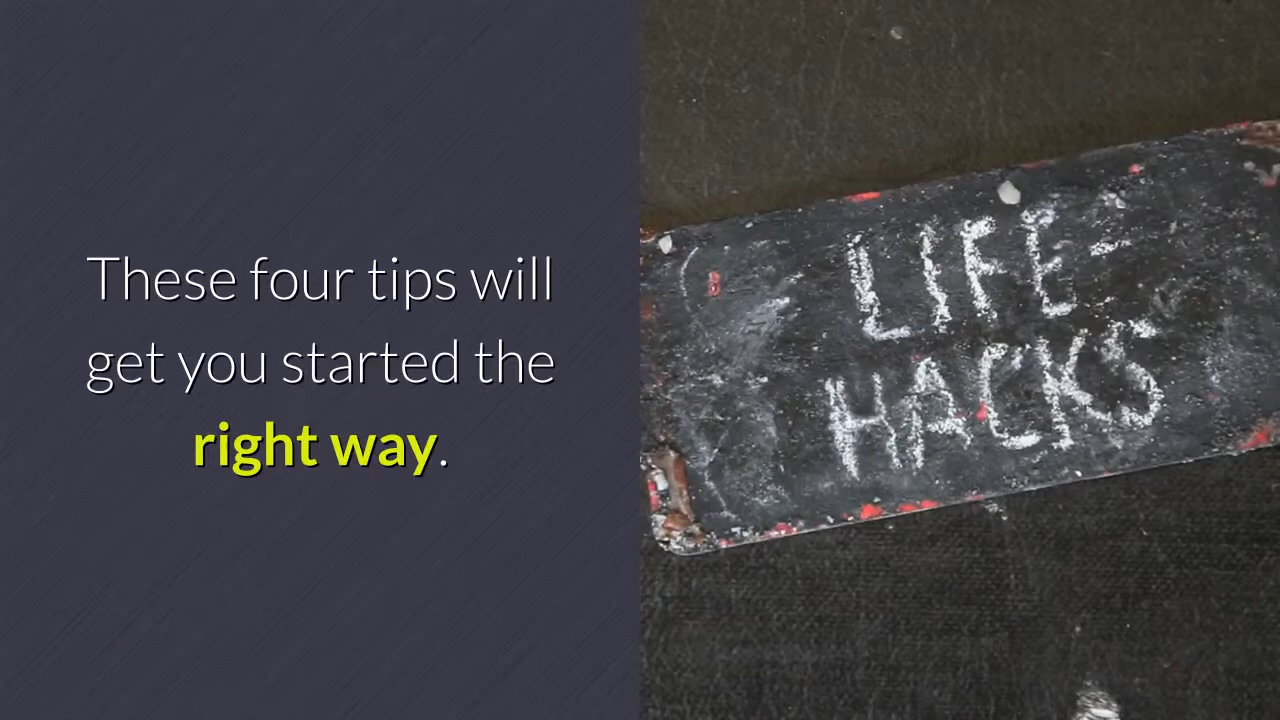 These four tips will
get you started the
right way.
LIFE-
HACKS